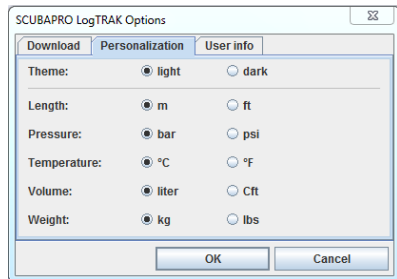 SCUBAPRO LogTRAK Options
Download Personalization User info
Theme: light dark
Length: m ft
Pressure: bar psi
Temperature: °C °F
Volume: liter Cft
Weight: kg lbs
OK Cancel